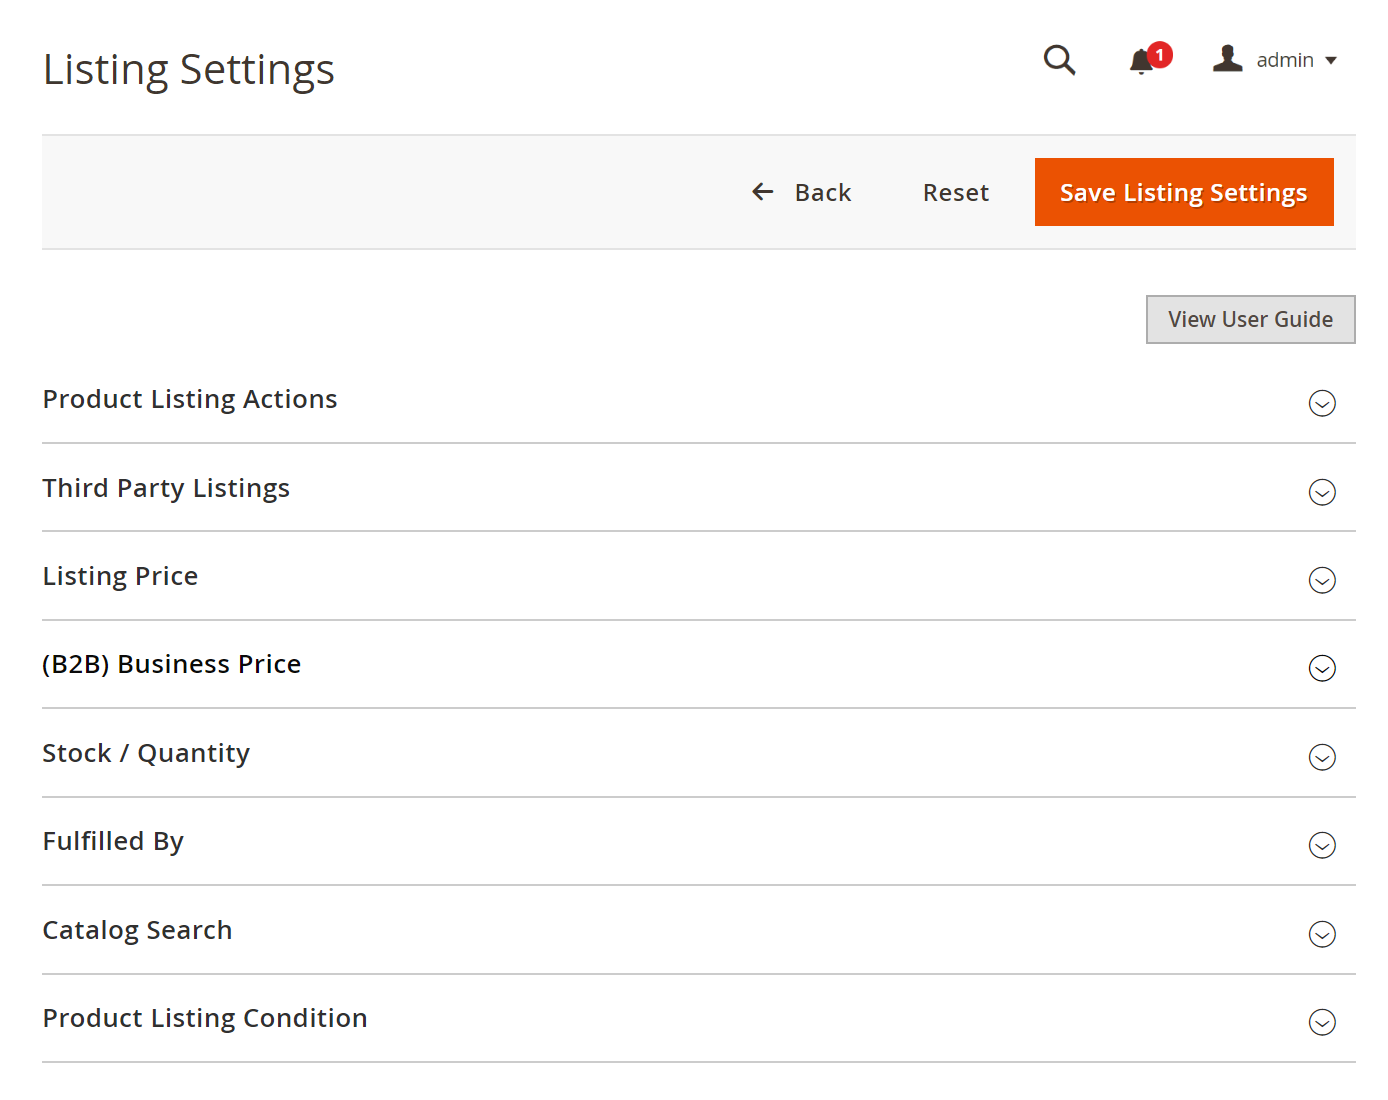 Listing Settings
1
admin
Back
Reset
Save Listing Settings
View User Guide
Product Listing Actions
Third Party Listings
Listing Price
(B2B) Business Price
Stock / Quantity
Fulfilled By
Catalog Search
Product Listing Condition